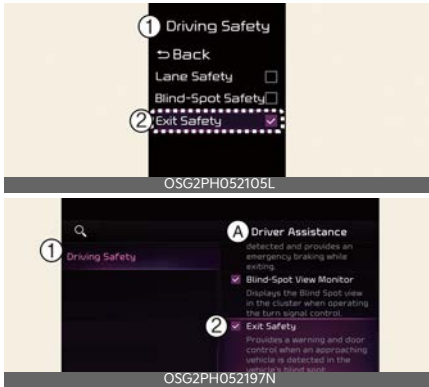 1 Driving Safety
⮌ Back
Lane Safety
Blind-Spot Safety
2 Exit Safety
OSG2PH052105L
A Driver Assistance
detected and provides an
emergency braking while
exiting.
1 Driving Safety
Blind-Spot View Monitor
Displays the Blind Spot view
in the cluster when operating
the turn signal control.
2 Exit Safety
Provides a warning and door
control when an approaching
vehicle is detected in the
vehicle's blind spot
OSG2PH052197N